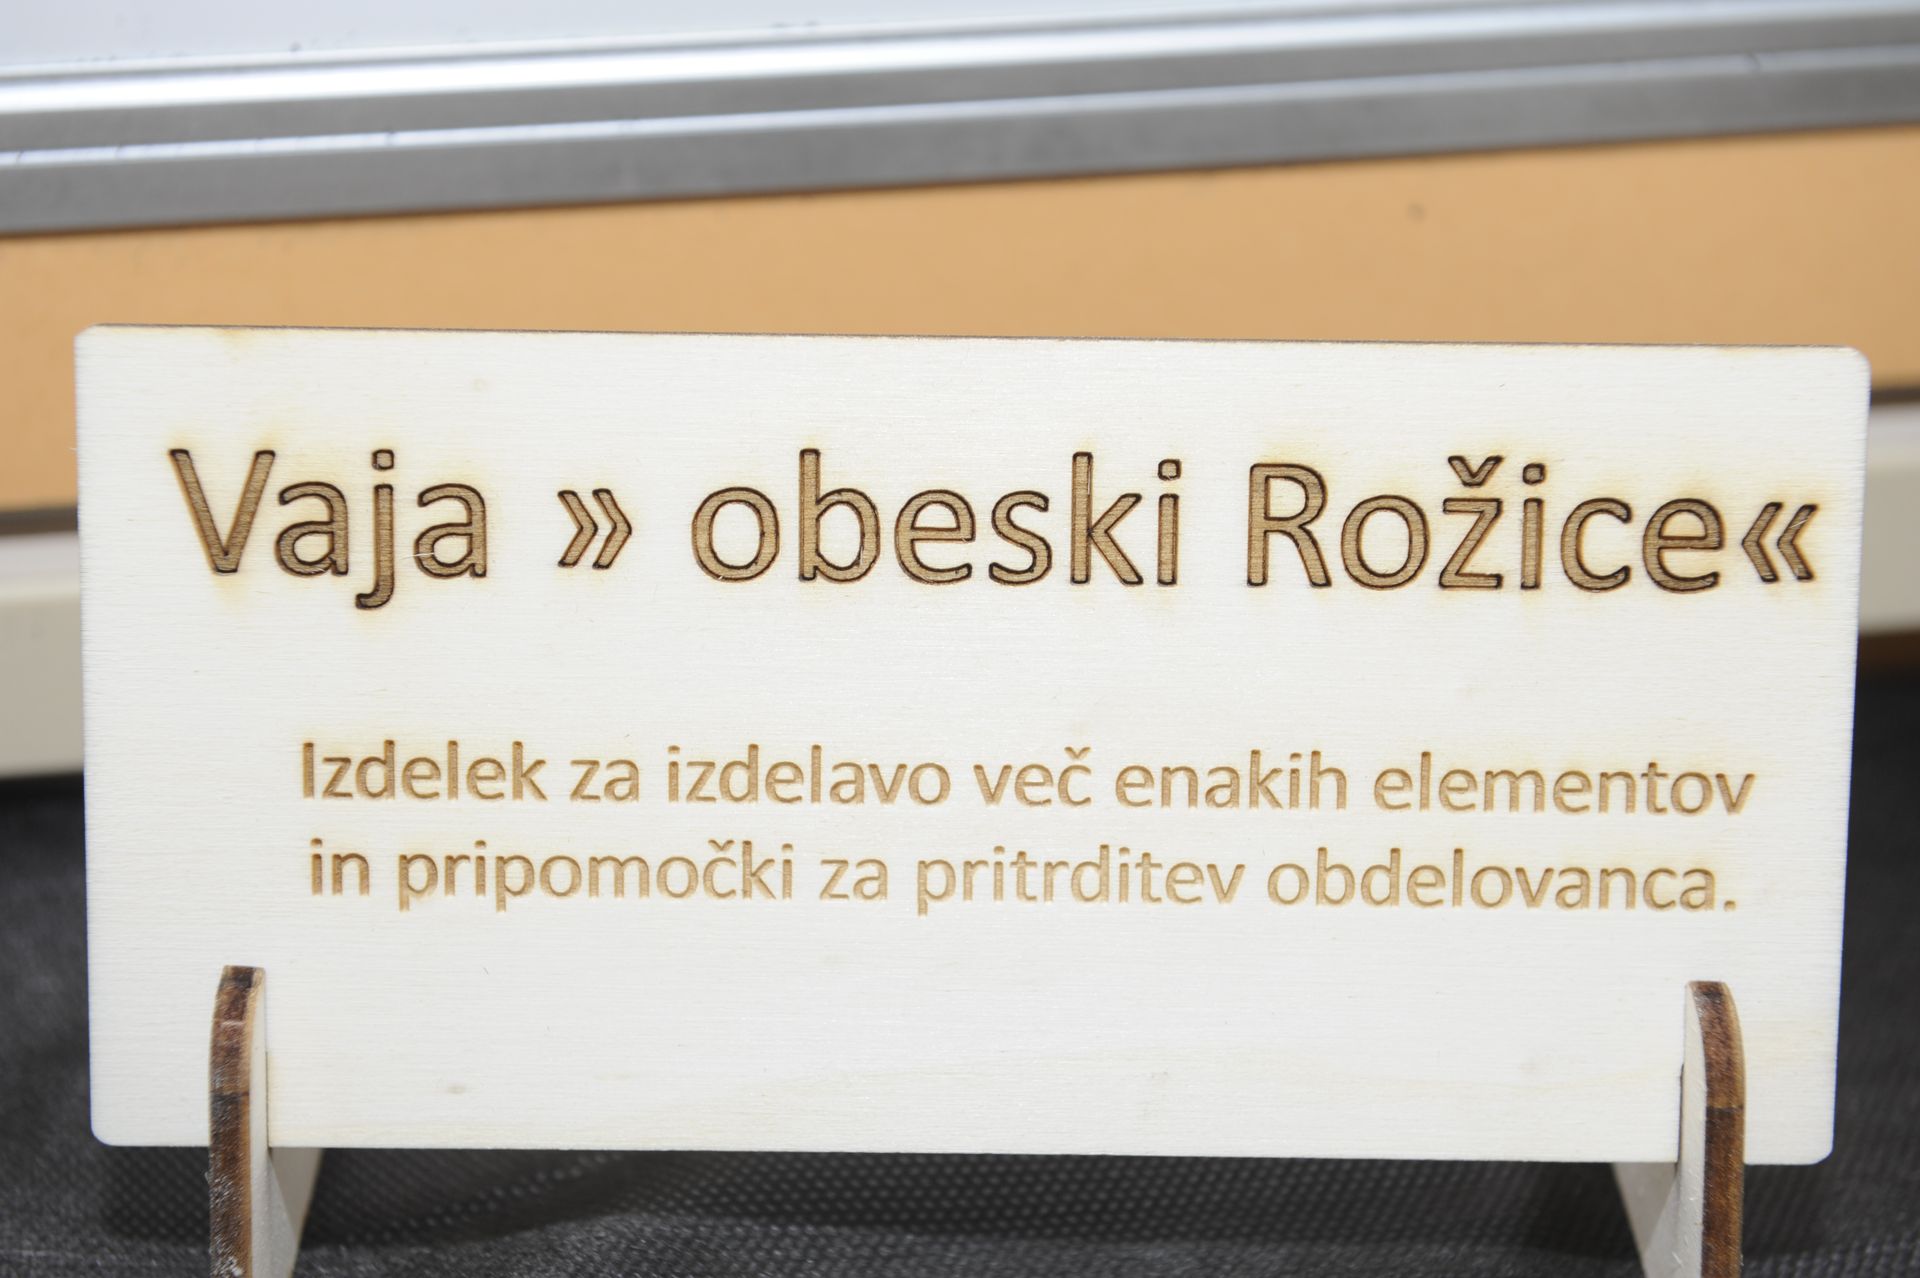 Vaja » obeski Rožice«
Izdelek za izdelavo več enakih elementov
in pripomočki za pritrditev obdelovanca.